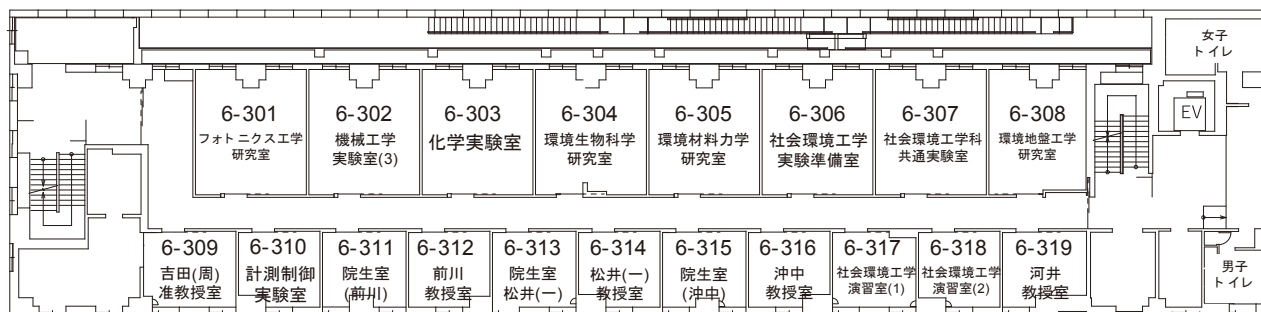 女子
トイレ
EV
6-301
フォトニクス工学
研究室
6-302
機械工学
実験室(3)
6-303
化学実験室
6-304
環境生物科学
研究室
6-305
環境材料力学
研究室
6-306
社会環境工学
実験準備室
6-307
社会環境工学科
共通実験室
6-308
環境地盤工学
研究室
6-309
吉田(周)
准教授室
6-310
計測制御
実験室
6-311
院生室
(前川)
6-312
前川
教授室
6-313
院生室
松井(一)
6-314
松井(一)
教授室
6-315
院生室
(沖中)
6-316
沖中
教授室
6-317
社会環境工学
演習室(1)
6-318
社会環境工学
演習室(2)
6-319
河井
教授室
男子
トイレ